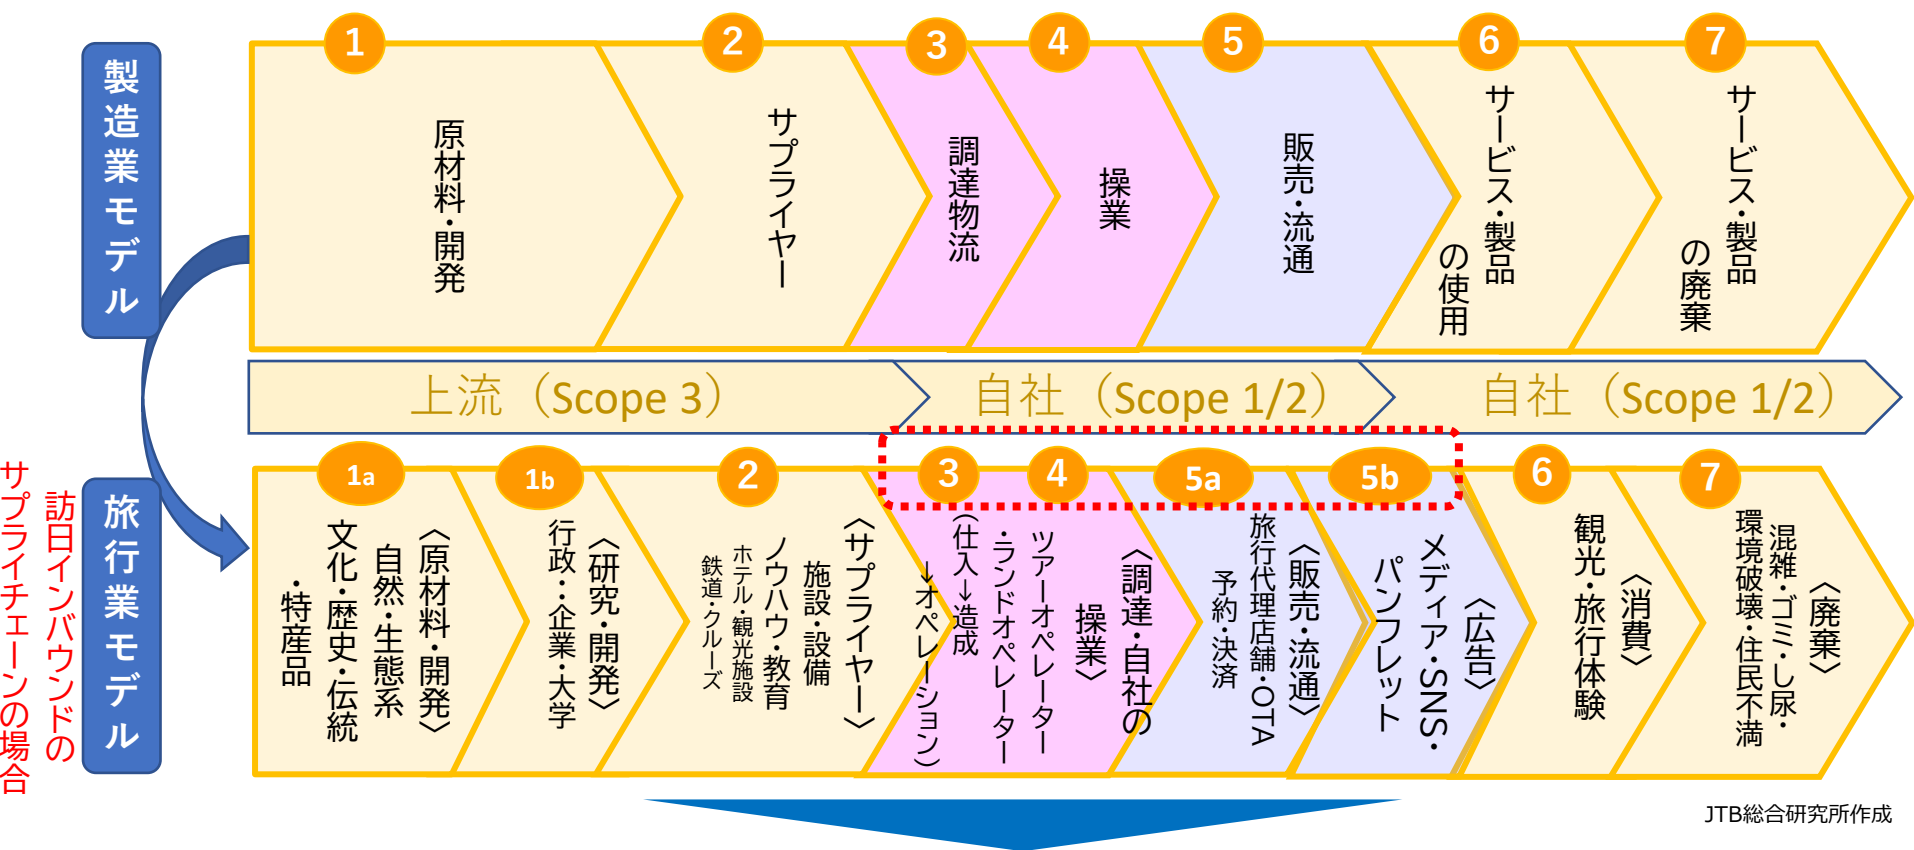 製造業モデル
1
原材料・開発
2
サプライヤー
3
調達物流
4
操業
5
販売・流通
6
サービス・製品
の使用
7
サービス・製品
の廃棄
上流（Scope 3）
自社（Scope 1/2）
自社（Scope 1/2）
訪日インバウンドの
サプライチェーンの場合
旅行業モデル
1a
〈原材料・開発〉
自然・生態系
文化・歴史・伝統
・特産品
1b
〈研究・開発〉
行政・企業・大学
2
〈サプライヤー〉
施設・設備
ノウハウ・教育
ホテル・観光施設
鉄道・クルーズ
3
4
〈調達・自社の
操業〉
ツアーオペレーター
・ランドオペレーター
（仕入→造成
→オペレーション）
5a
〈販売・流通〉
旅行代理店舗・OTA
予約・決済
5b
〈広告〉
メディア・SNS・
パンフレット
6
〈消費〉
観光・旅行体験
7
〈廃棄〉
混雑・ゴミ・し尿・
環境破壊・住民不満
JTB総合研究所作成